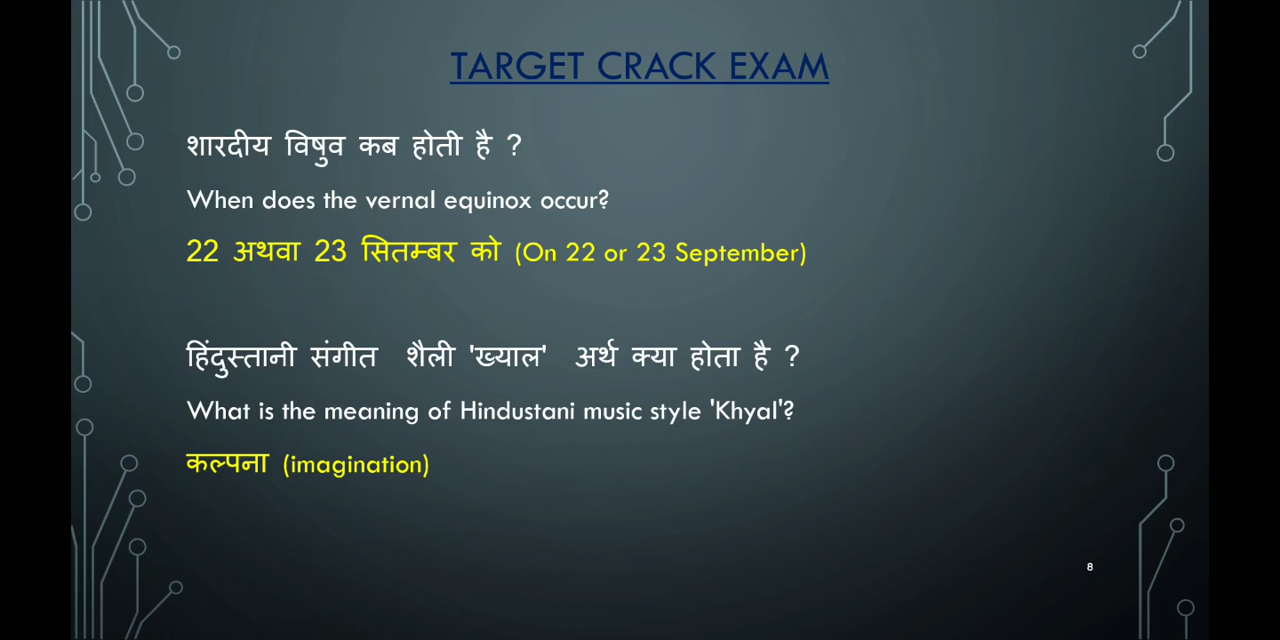 TARGET CRACK EXAM
शारदीय विषुव कब होती है ?
When does the vernal equinox occur?
22 अथवा 23 सितम्बर को (On 22 or 23 September)
हिंदुस्तानी संगीत शैली 'ख्याल' अर्थ क्या होता है ?
What is the meaning of Hindustani music style 'Khyal'?
कल्पना (imagination)
8